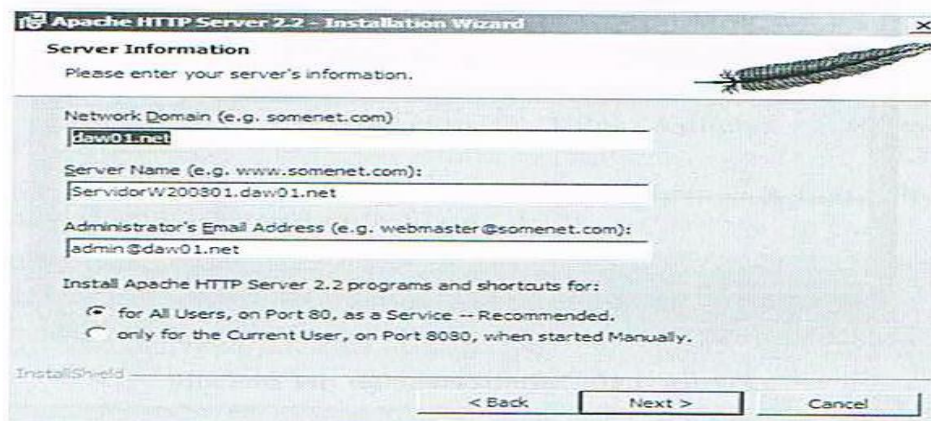 Apache HTTP Server 2.2 - Installation Wizard
Server Information
Please enter your server's information.
Network Domain (e.g. somenet.com)
daw01.net
Server Name (e.g. www.somenet.com):
ServidorW200801.daw01.net
Administrator's Email Address (e.g. webmaster@somenet.com):
admin@daw01.net
Install Apache HTTP Server 2.2 programs and shortcuts for:
for All Users, on Port 80, as a Service -- Recommended.
only for the Current User, on Port 8080, when started Manually.
InstallShield
< Back Next > Cancel